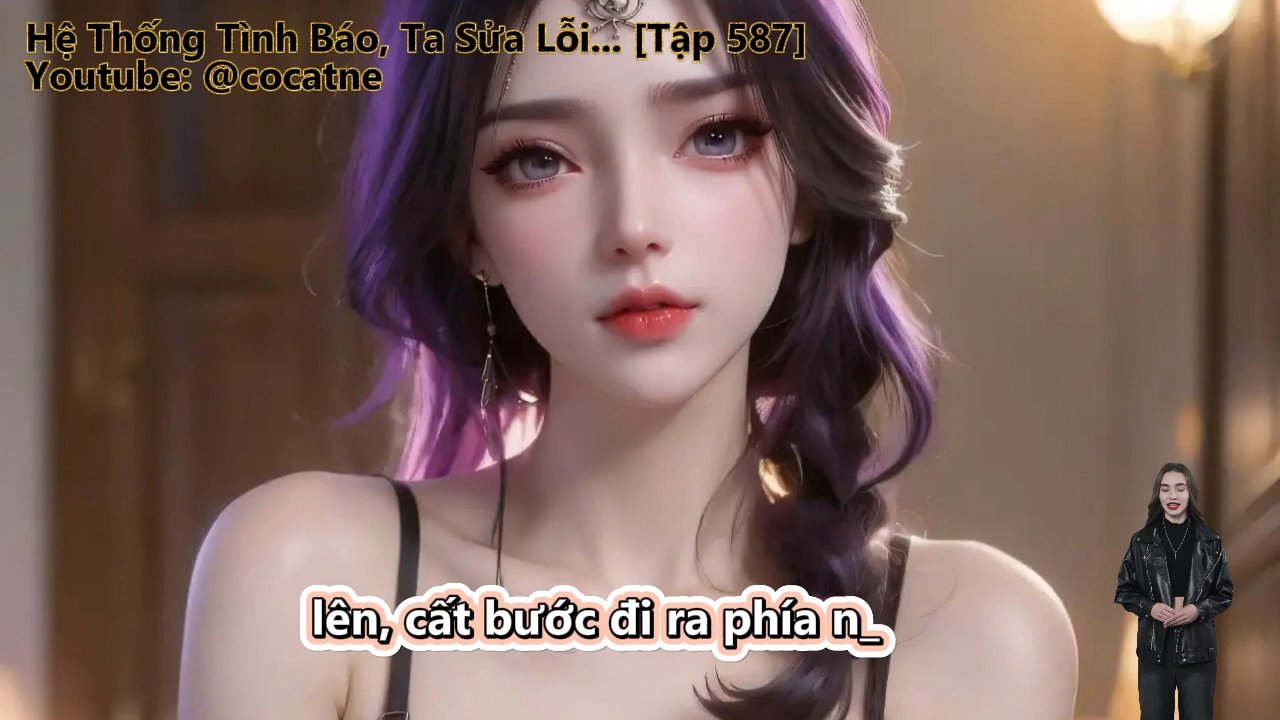 Hệ Thống Tình Báo, Ta Sửa Lỗi... [Tập 587]
Youtube: @cocatne
lên, cất bước đi ra phía n_